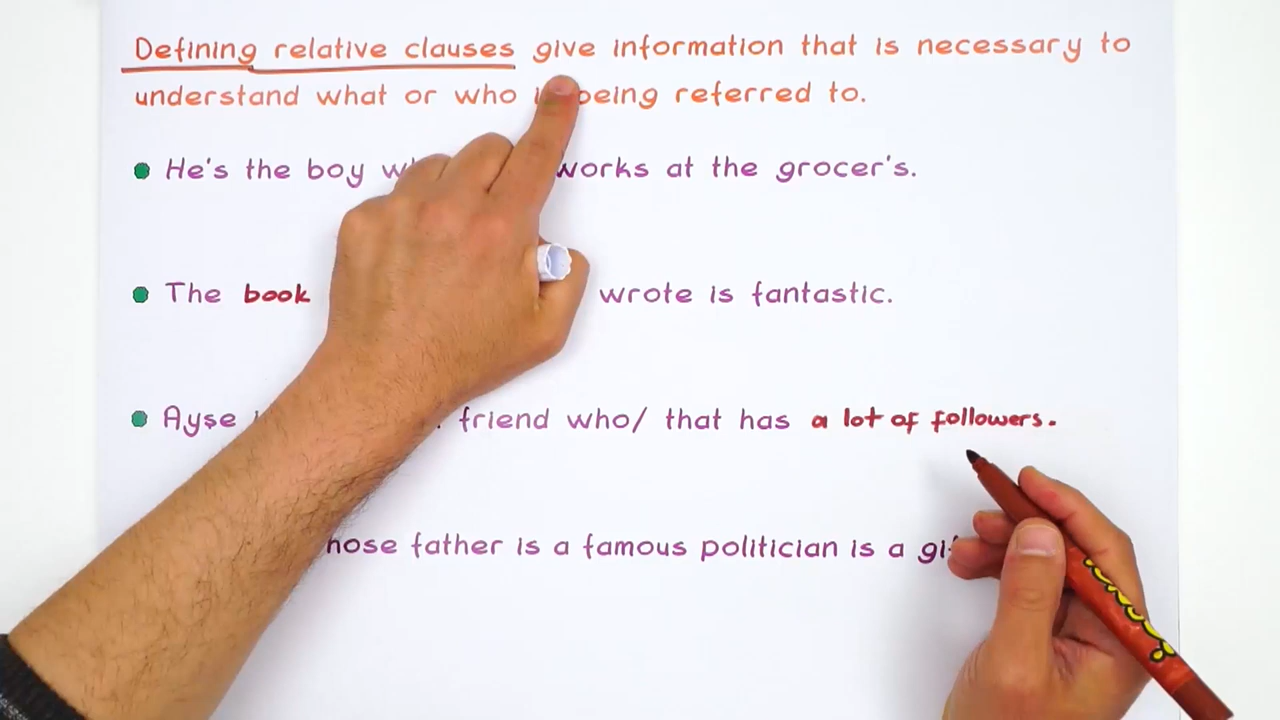 Defining relative clauses give information that is necessary to
understand what or who being referred to.
He's the boy works at the grocer's.
The book wrote is fantastic.
Ayşe friend who/ that has a lot of followers.
father is a famous politician is a